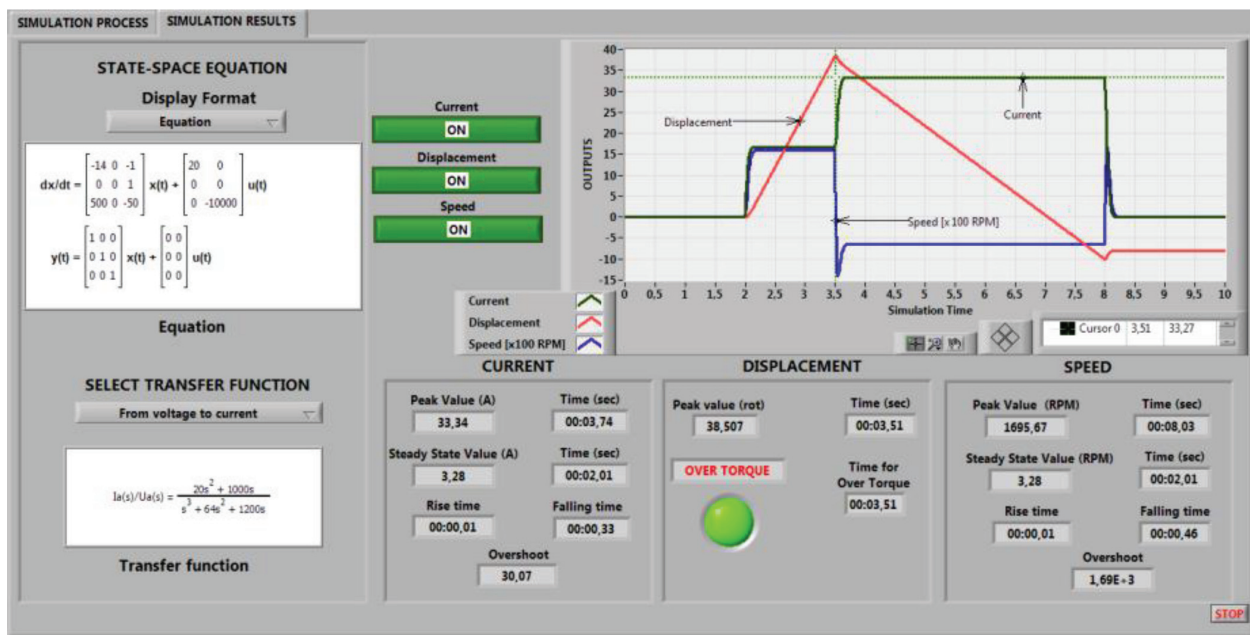 SIMULATION PROCESS
SIMULATION RESULTS
STATE-SPACE EQUATION
Display Format
Equation
dx/dt = [-14 0 -1; 0 0 1; 500 0 -50] x(t) + [20 0; 0 0; 0 -10000] u(t)
y(t) = [1 0 0; 0 1 0; 0 0 1] x(t) + [0 0; 0 0; 0 0] u(t)
Equation
SELECT TRANSFER FUNCTION
From voltage to current
Ia(s)/Ua(s) = 20s² + 1000s / s³ + 64s² + 1200s
Transfer function
Current
ON
Displacement
ON
Speed
ON
OUTPUTS
40
35
30
25
20
15
10
5
0
-5
-10
-15
Displacement
Current
Speed [x100 RPM]
0 0,5 1 1,5 2 2,5 3 3,5 4 4,5 5 5,5 6 6,5 7 7,5 8 8,5 9 9,5 10
Simulation Time
Current
Displacement
Speed [x100 RPM]
Cursor 0 3,51 33,27
CURRENT
Peak Value (A) Time (sec)
33,34 00:03,74
Steady State Value (A) Time (sec)
3,28 00:02,01
Rise time Falling time
00:00,01 00:00,33
Overshoot
30,07
DISPLACEMENT
Peak value (rot) Time (sec)
38,507 00:03,51
OVER TORQUE
Time for
Over Torque
00:03,51
SPEED
Peak Value (RPM) Time (sec)
1695,67 00:08,03
Steady State Value (RPM) Time (sec)
3,28 00:02,01
Rise time Falling time
00:00,01 00:00,46
Overshoot
1,69E+3
STOP